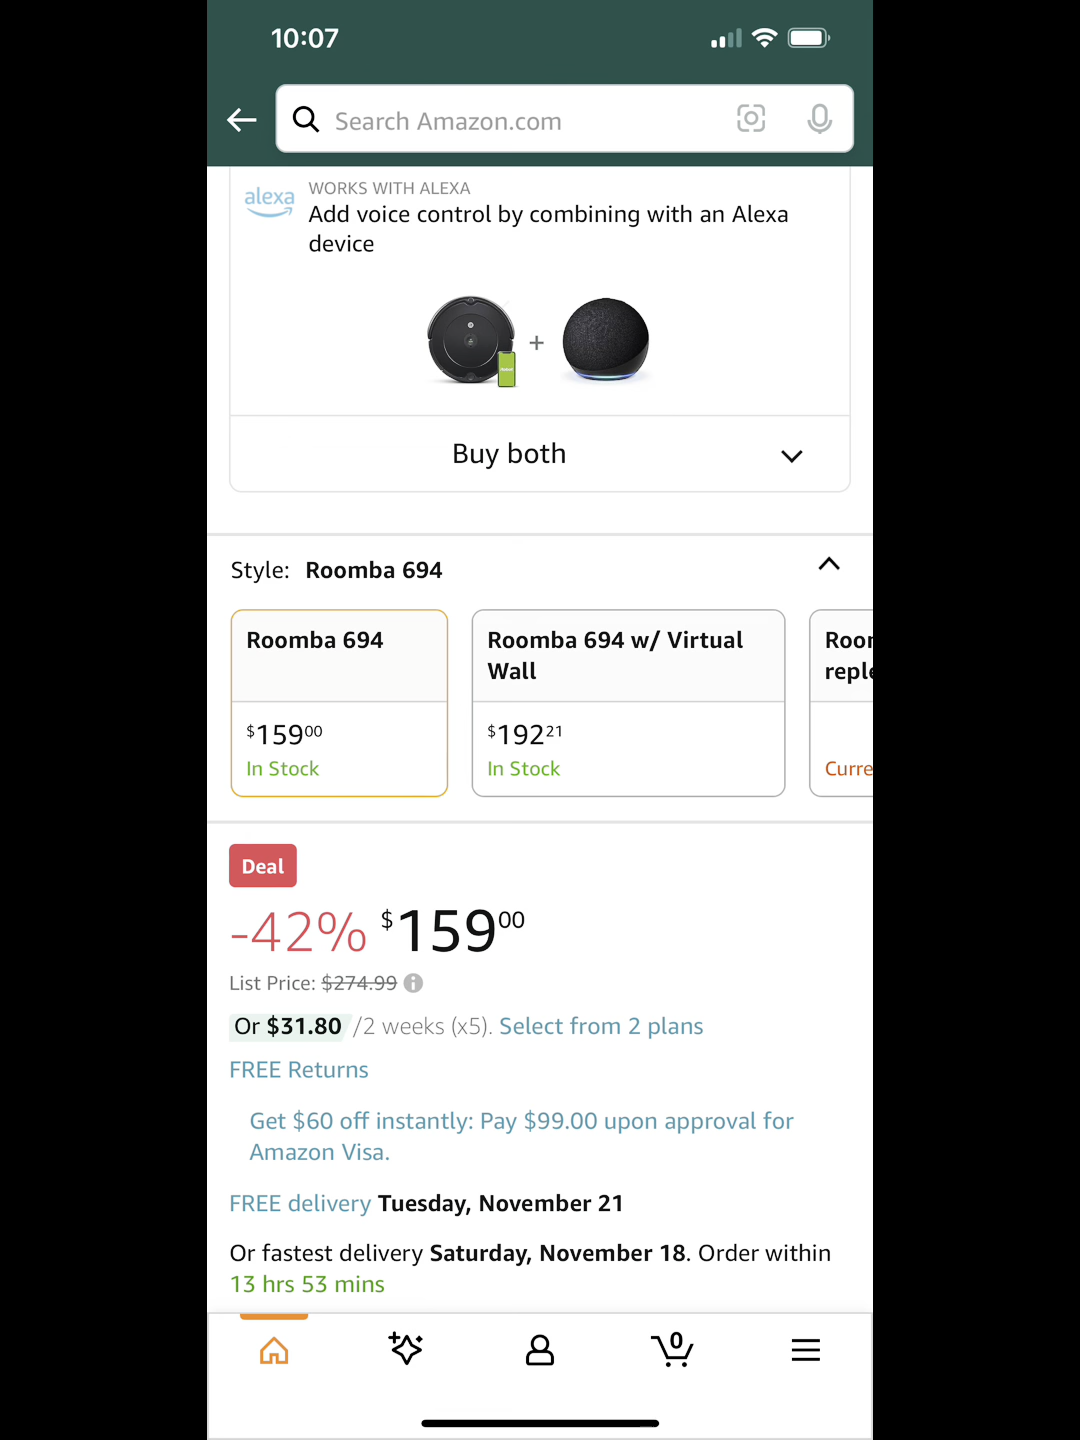 10:07
Search Amazon.com
alexa
WORKS WITH ALEXA
Add voice control by combining with an Alexa
device
+
Buy both
Style: Roomba 694
Roomba 694
$15900
In Stock
Roomba 694 w/ Virtual
Wall
$19221
In Stock
Roor
reple
Curre
Deal
-42% $15900
List Price: $274.99
Or $31.80 /2 weeks (x5). Select from 2 plans
FREE Returns
Get $60 off instantly: Pay $99.00 upon approval for
Amazon Visa.
FREE delivery Tuesday, November 21
Or fastest delivery Saturday, November 18. Order within
13 hrs 53 mins
0